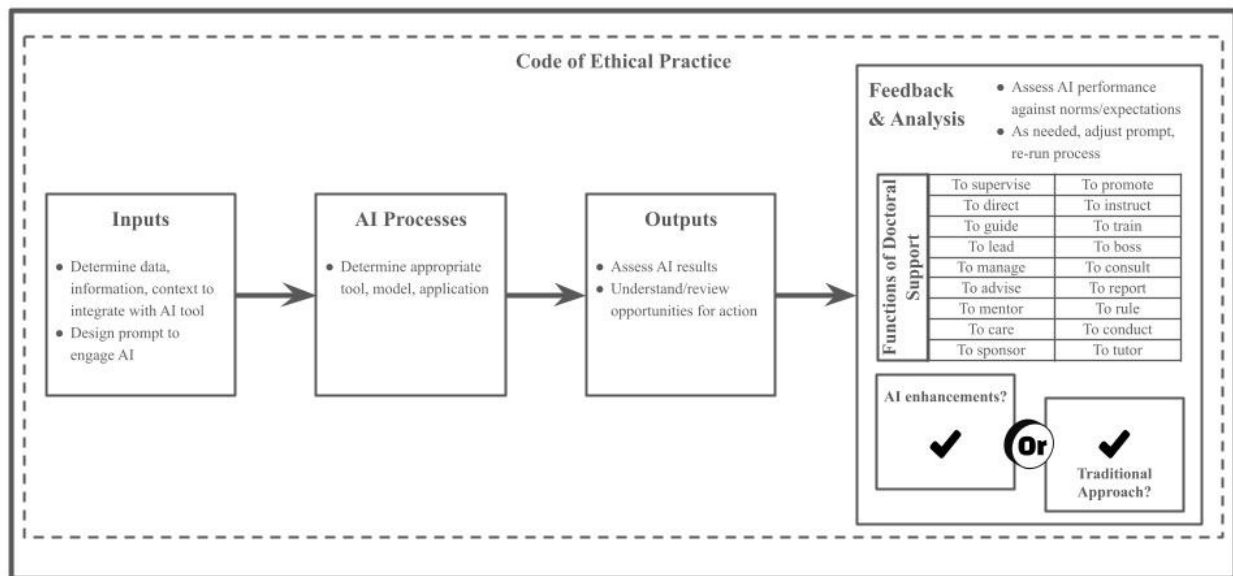 Code of Ethical Practice
Inputs
● Determine data,
information, context to
integrate with AI tool
● Design prompt to
engage AI
AI Processes
● Determine appropriate
tool, model, application
Outputs
● Assess AI results
● Understand/review
opportunities for action
Feedback
& Analysis
● Assess AI performance
against norms/expectations
● As needed, adjust prompt,
re-run process
Functions of Doctoral
Support
To supervise To promote
To direct To instruct
To guide To train
To lead To boss
To manage To consult
To advise To report
To mentor To rule
To care To conduct
To sponsor To tutor
AI enhancements?
Or
Traditional
Approach?